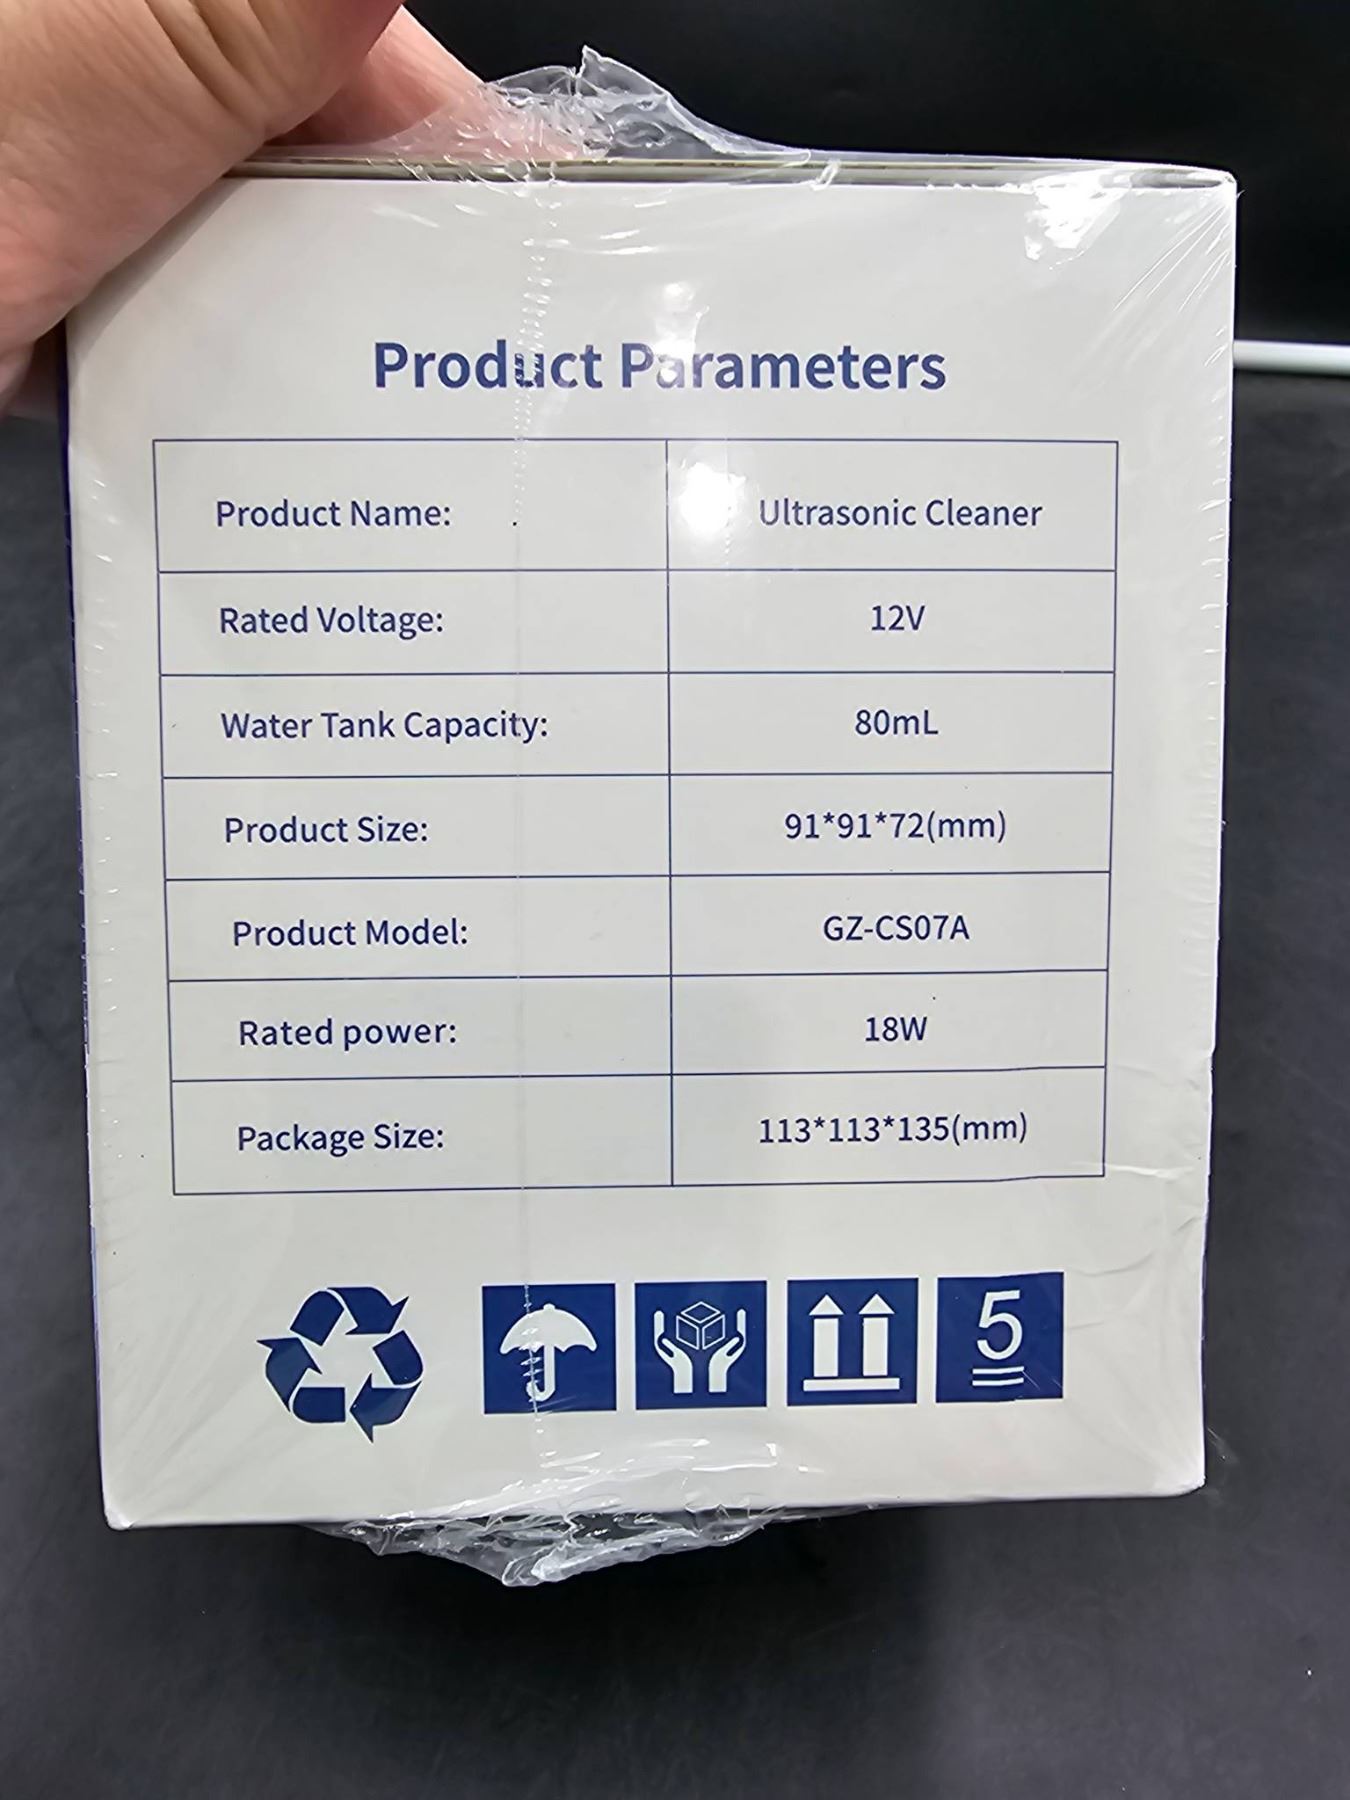 Product Parameters
Product Name: Ultrasonic Cleaner
Rated Voltage: 12V
Water Tank Capacity: 80mL
Product Size: 91*91*72(mm)
Product Model: GZ-CS07A
Rated power: 18W
Package Size: 113*113*135(mm)
5